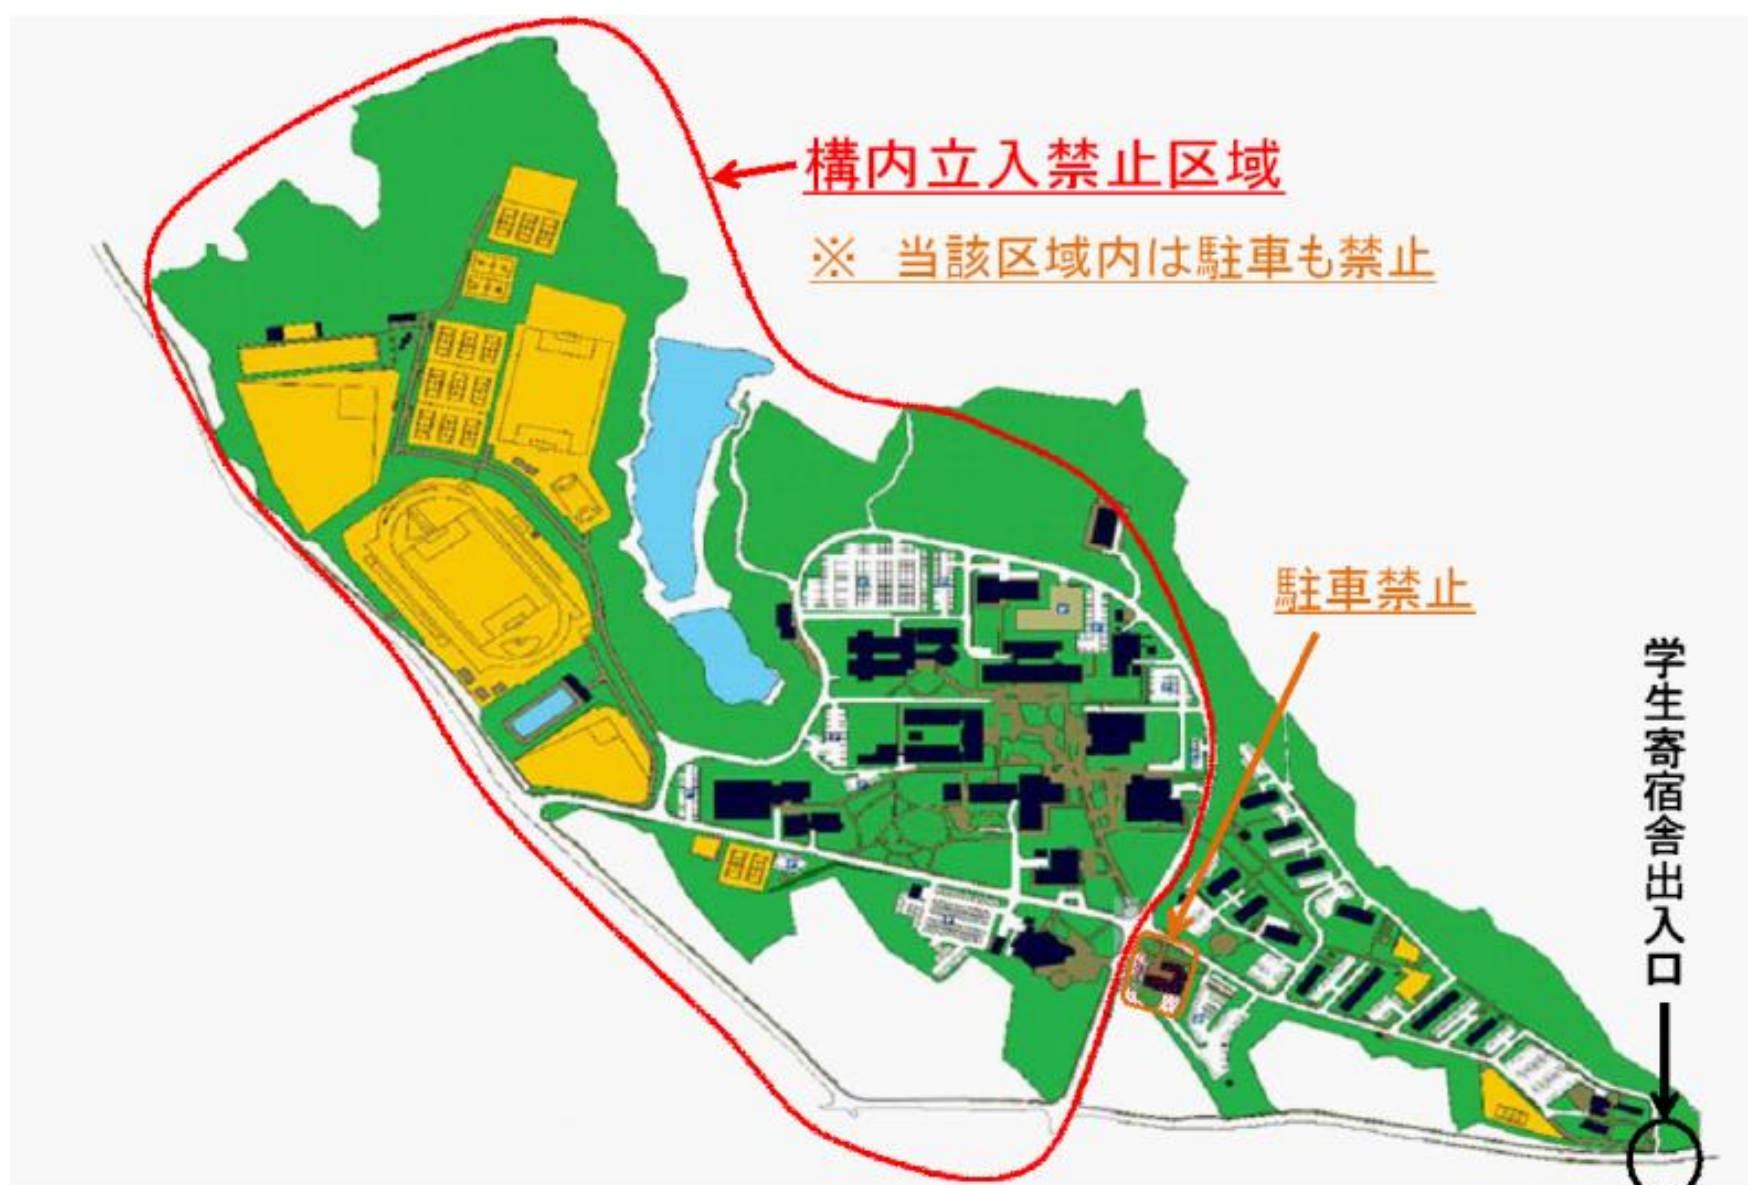 構内立入禁止区域
※ 当該区域内は駐車も禁止
駐車禁止
学生寄宿舎出入口